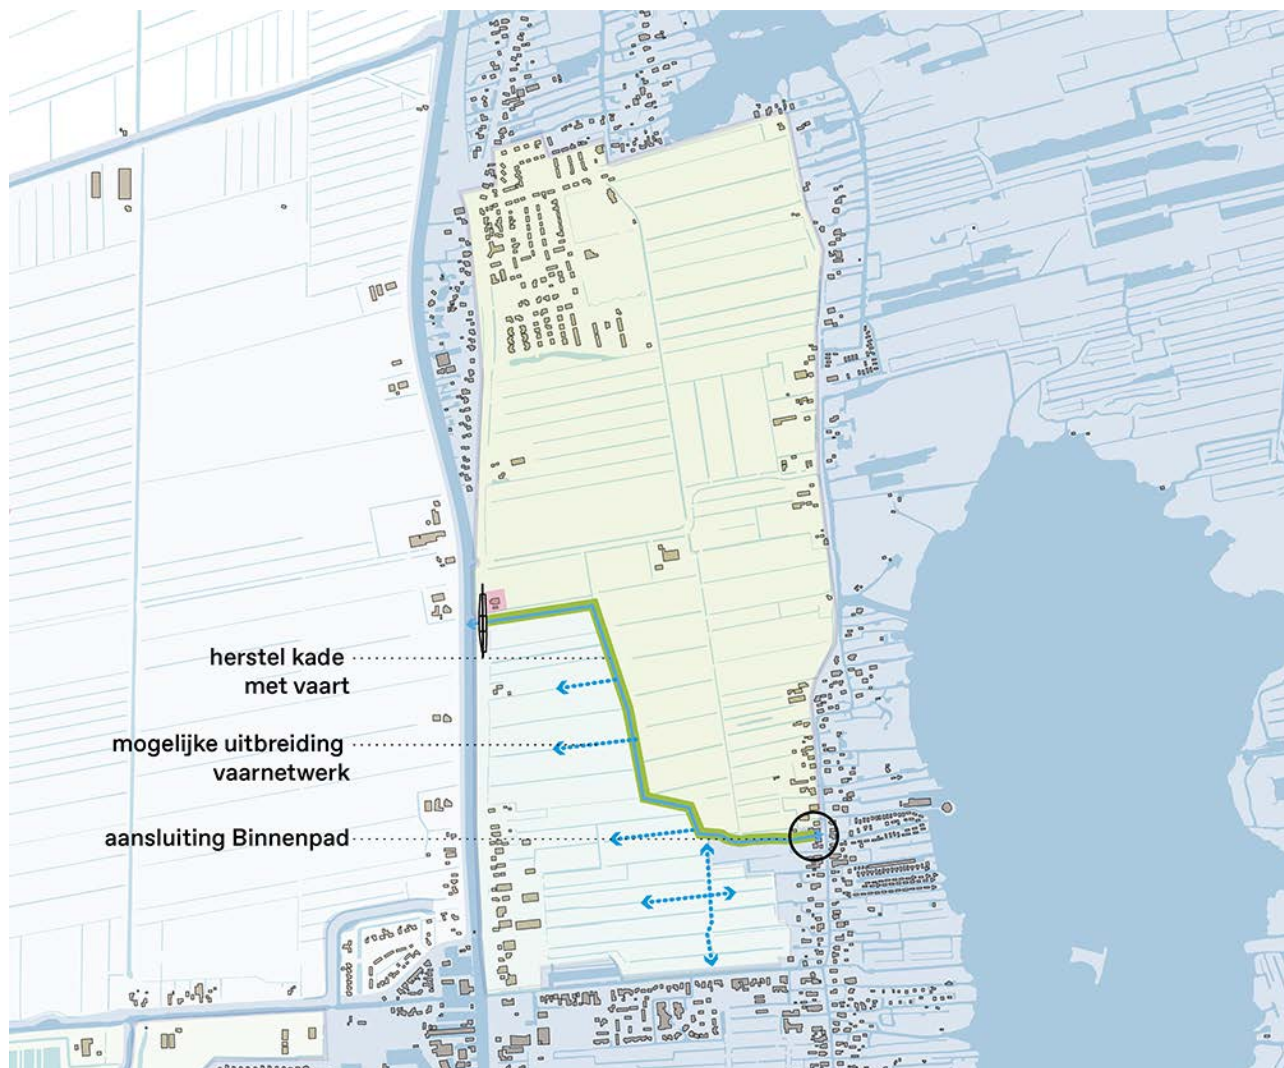 herstel kade
met vaart
mogelijke uitbreiding
vaarnetwerk
aansluiting Binnenpad